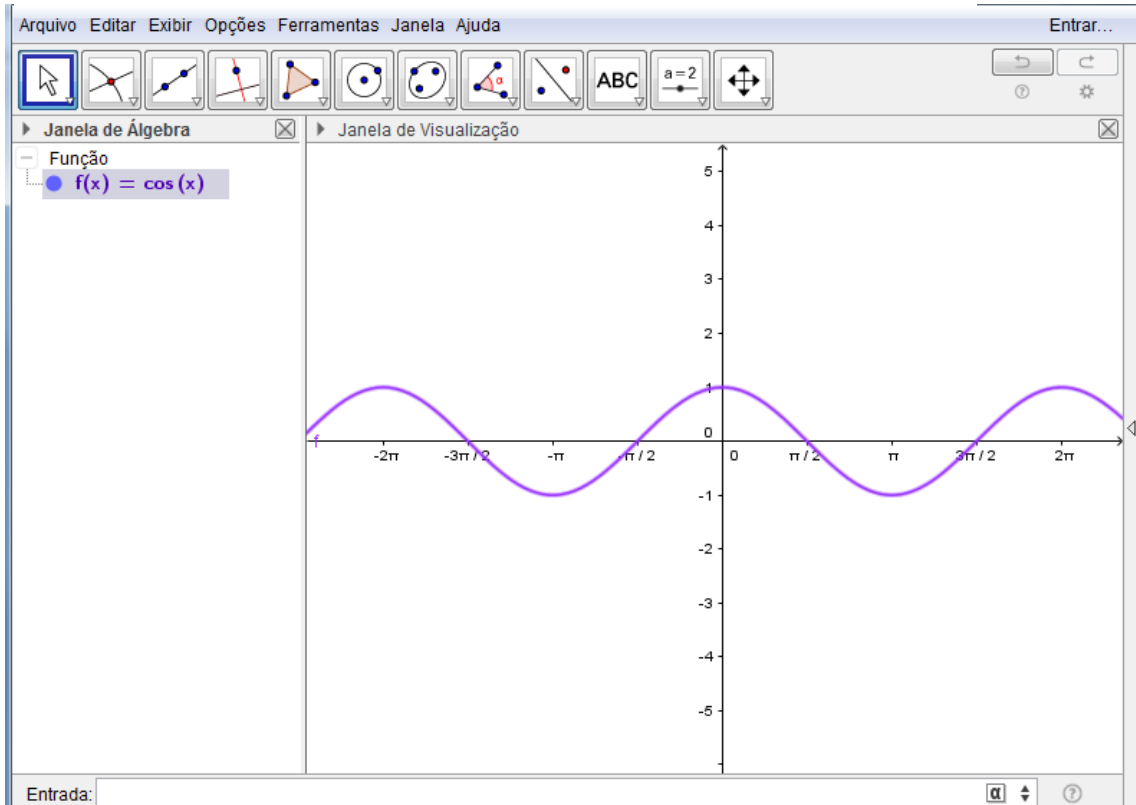 Arquivo Editar Exibir Opções Ferramentas Janela Ajuda Entrar...
ABC a=2
α
Janela de Álgebra Janela de Visualização
Função
f(x) = cos (x)
5
4
3
2
1
0
f
-2π -3π/2 -π -π/2 0 π/2 π 3π/2 2π
-1
-2
-3
-4
-5
Entrada: α